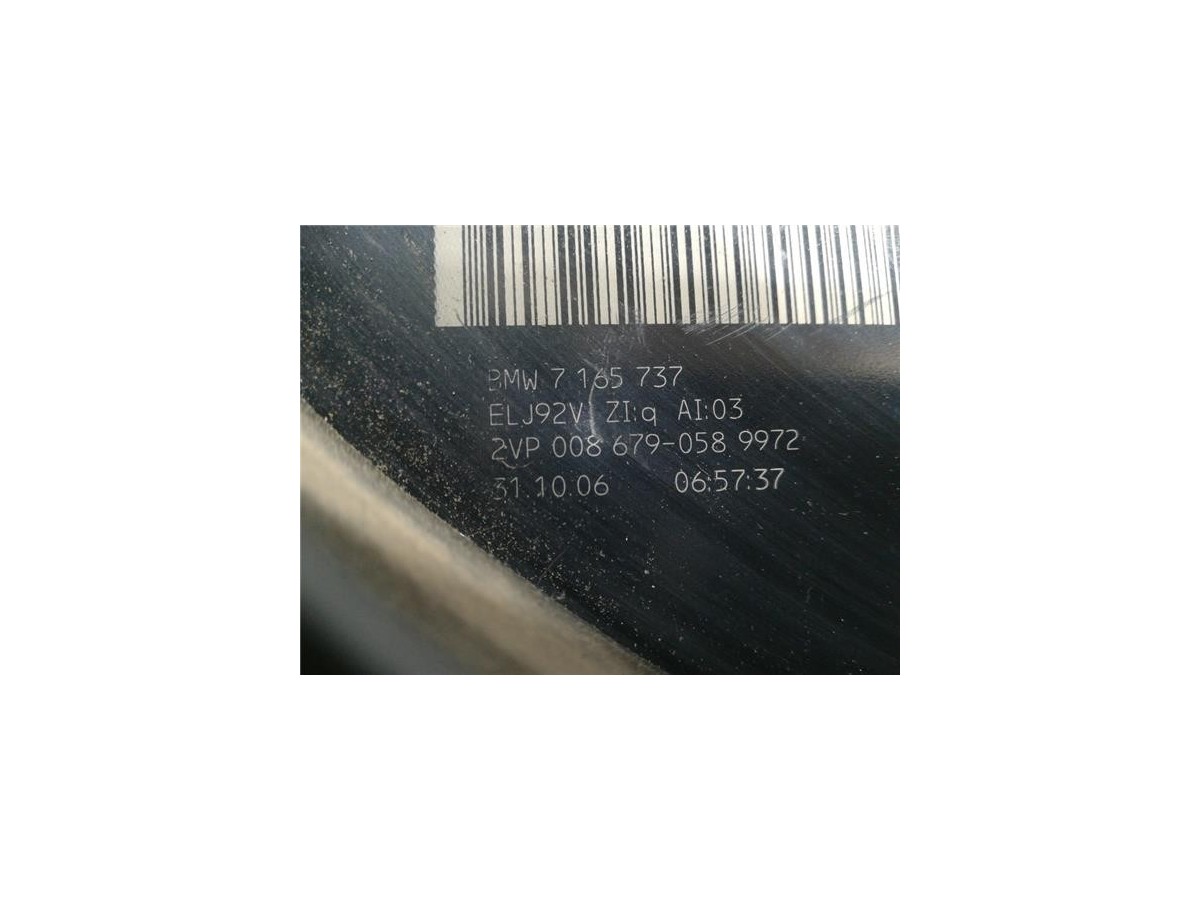 BMW 7 165 737
ELJ92V ZI:q AI:03
2VP 008 679-058 9972
31.10.06 06:57:37